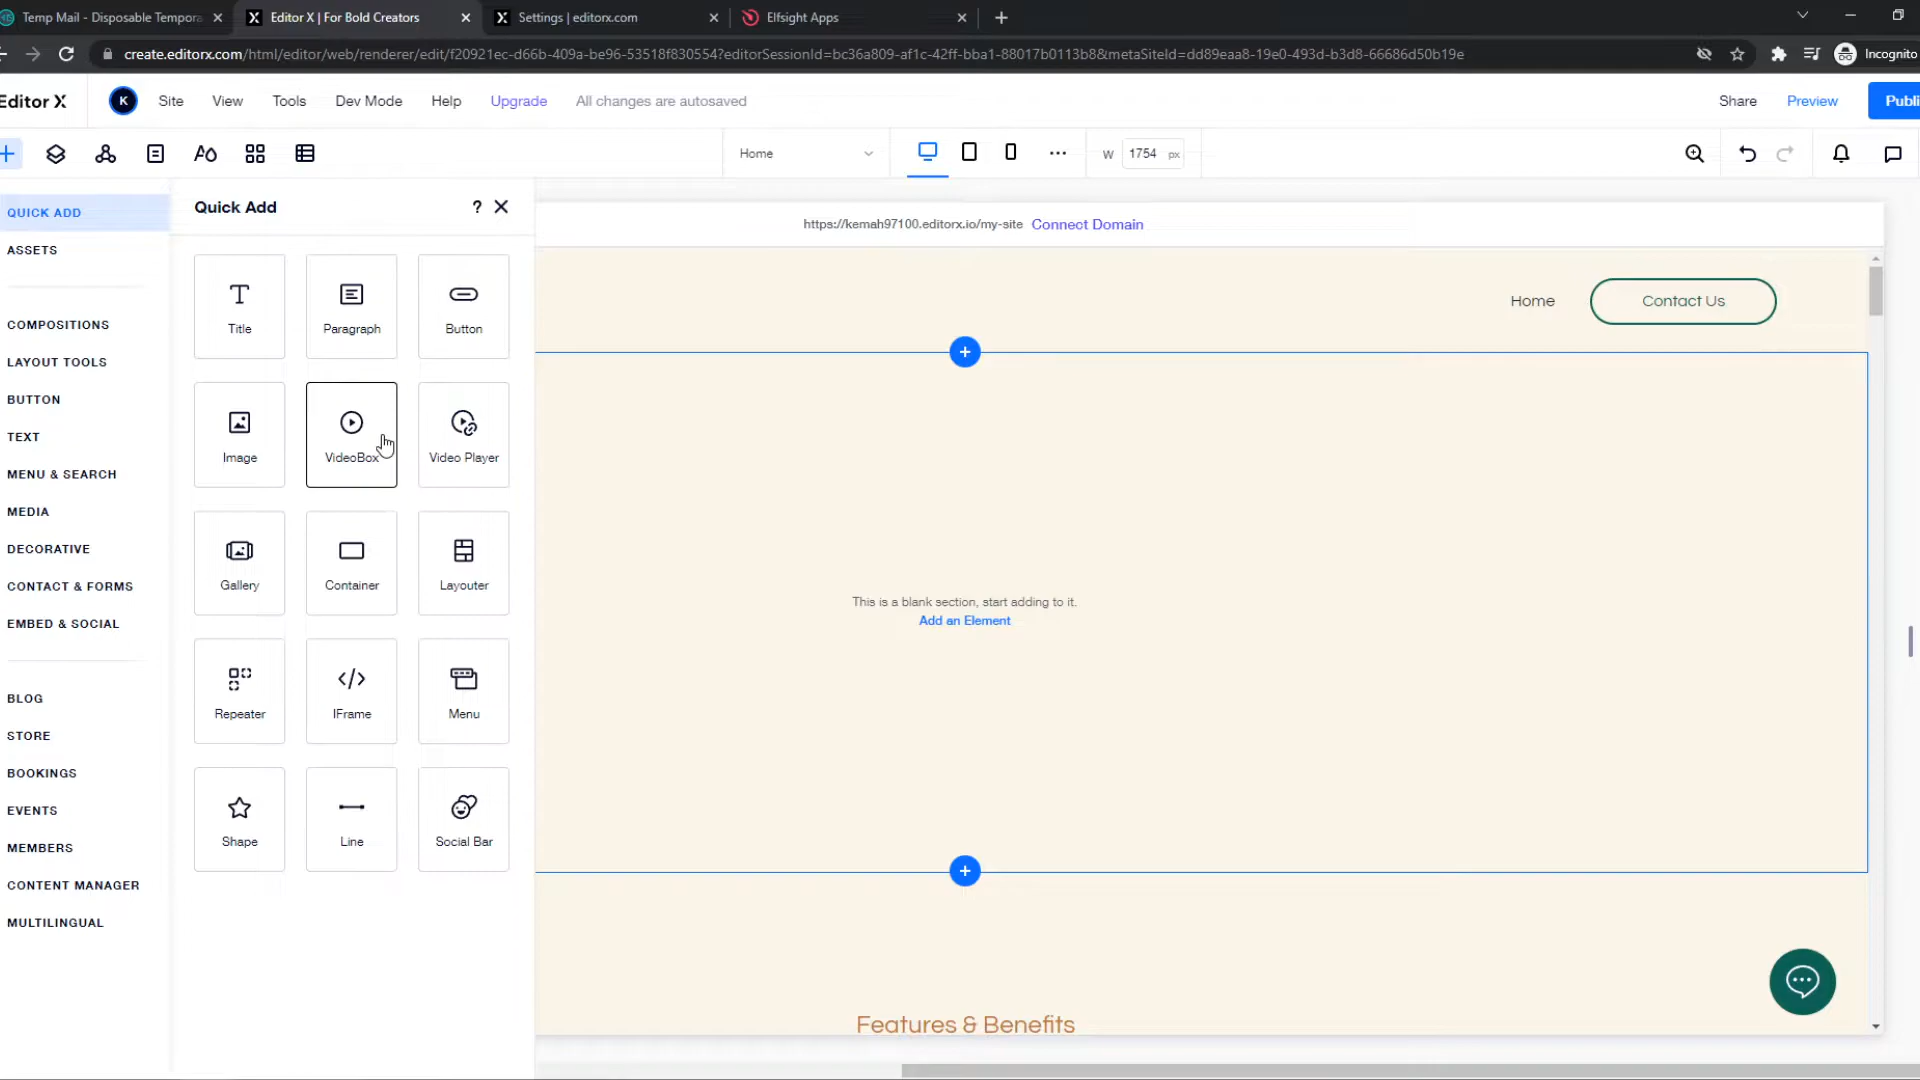 Temp Mail - Disposable Tempora
Editor X | For Bold Creators
Settings | editorx.com
Elfsight Apps
create.editorx.com/html/editor/web/renderer/edit/f20921ec-d66b-409a-be96-53518f830554?editorSessionId=bc36a809-af1c-42ff-bba1-88017b0113b8&metaSiteId=dd89eaa8-19e0-493d-b3d8-66686d50b19e
Incognito
Editor X
K
Site
View
Tools
Dev Mode
Help
Upgrade
All changes are autosaved
Share
Preview
Publi
Home
W 1754 px
QUICK ADD
ASSETS
COMPOSITIONS
LAYOUT TOOLS
BUTTON
TEXT
MENU & SEARCH
MEDIA
DECORATIVE
CONTACT & FORMS
EMBED & SOCIAL
BLOG
STORE
BOOKINGS
EVENTS
MEMBERS
CONTENT MANAGER
MULTILINGUAL
Quick Add
?
Title
Paragraph
Button
Image
VideoBox
Video Player
Gallery
Container
Layouter
Repeater
IFrame
Menu
Shape
Line
Social Bar
https://kemah97100.editorx.io/my-site Connect Domain
Home
Contact Us
This is a blank section, start adding to it.
Add an Element
Features & Benefits